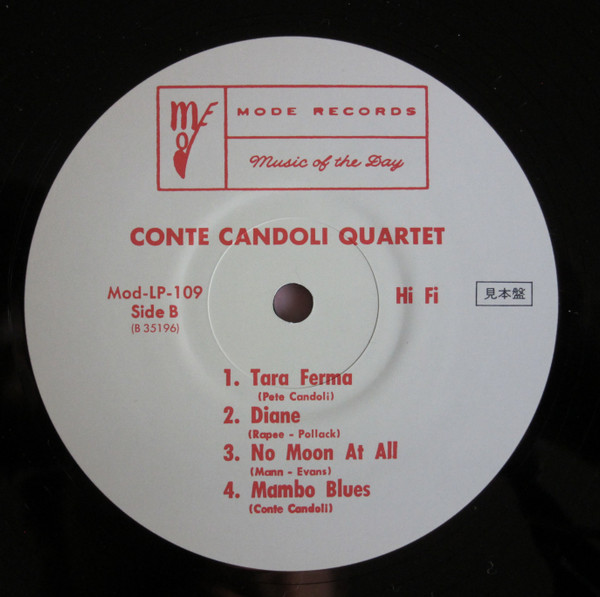 MODE
MODE RECORDS
Music of the Day
CONTE CANDOLI QUARTET
Mod-LP-109
Side B
(B 35196)
Hi Fi
見本盤
1. Tara Ferma
(Pete Candoli)
2. Diane
(Rapee - Pollack)
3. No Moon At All
(Mann - Evans)
4. Mambo Blues
(Conte Candoli)